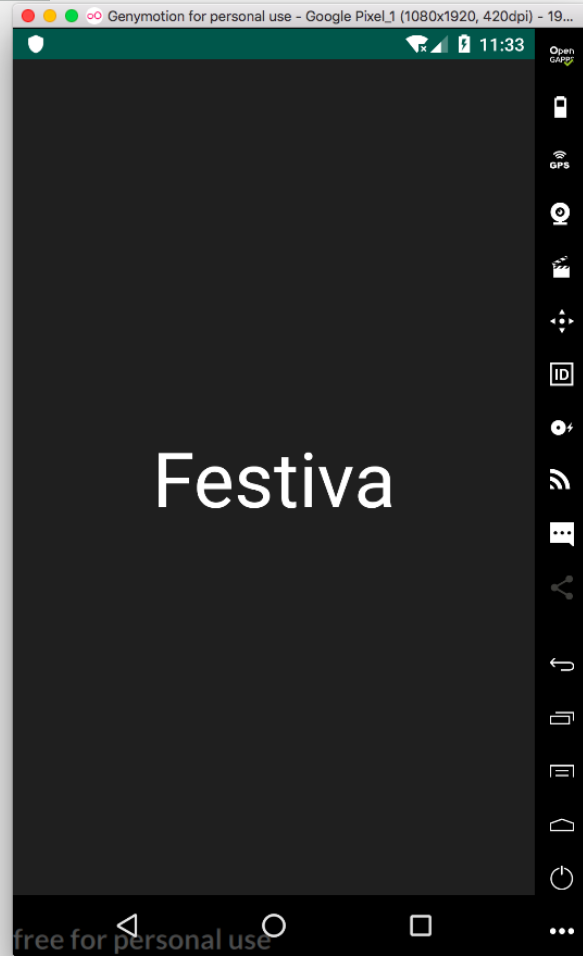 Genymotion for personal use - Google Pixel_1 (1080x1920, 420dpi) - 19...
11:33
Open
GAPPS
GPS
ID
Festiva
free for personal use